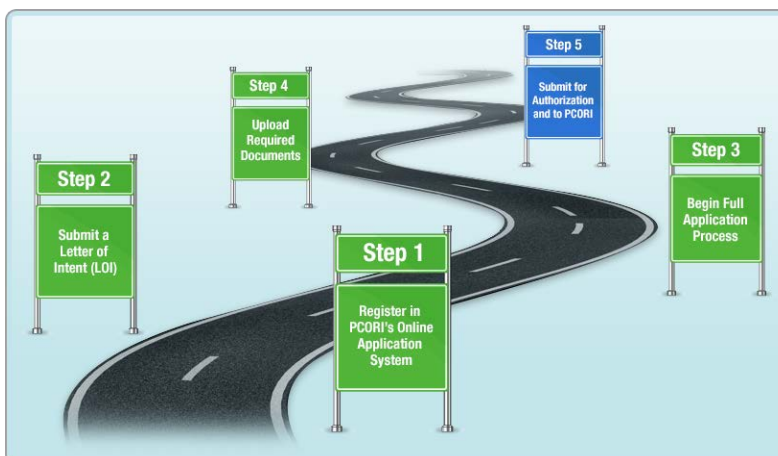 Step 1
Register in
PCORI's Online
Application
System
Step 2
Submit a
Letter of
Intent (LOI)
Step 3
Begin Full
Application
Process
Step 4
Upload
Required
Documents
Step 5
Submit for
Authorization
and to PCORI